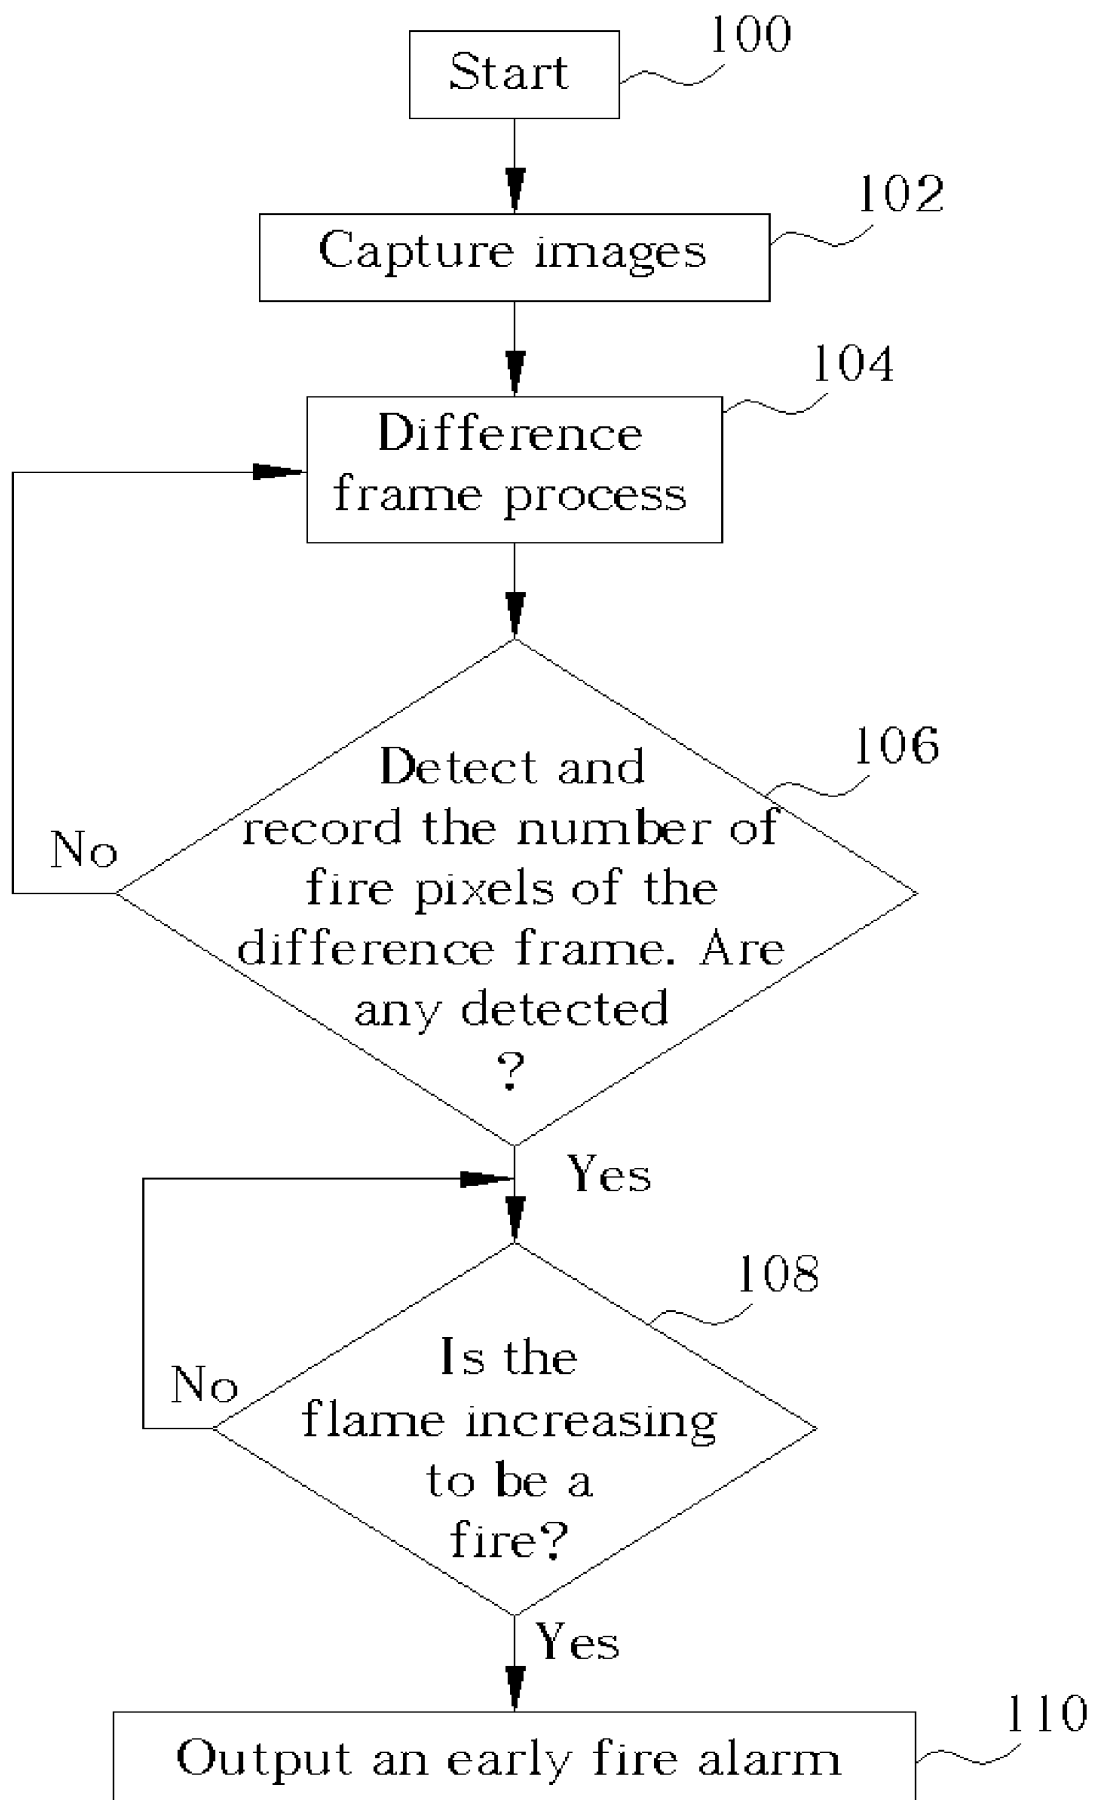 100
Start
102
Capture images
104
Difference
frame process
106
Detect and
record the number of
No
fire pixels of the
difference frame. Are
any detected
?
Yes
108
Is the
No
flame increasing
to be a
fire?
Yes
110
Output an early fire alarm